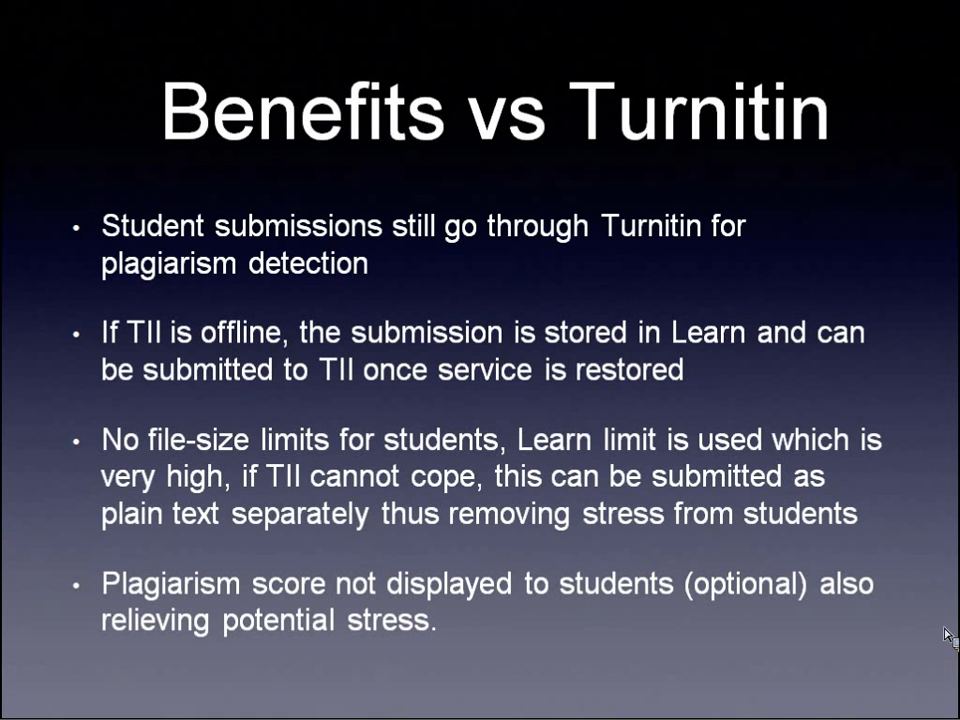 Benefits vs Turnitin
• Student submissions still go through Turnitin for
plagiarism detection
• If TII is offline, the submission is stored in Learn and can
be submitted to TII once service is restored
• No file-size limits for students, Learn limit is used which is
very high, if TII cannot cope, this can be submitted as
plain text separately thus removing stress from students
• Plagiarism score not displayed to students (optional) also
relieving potential stress.